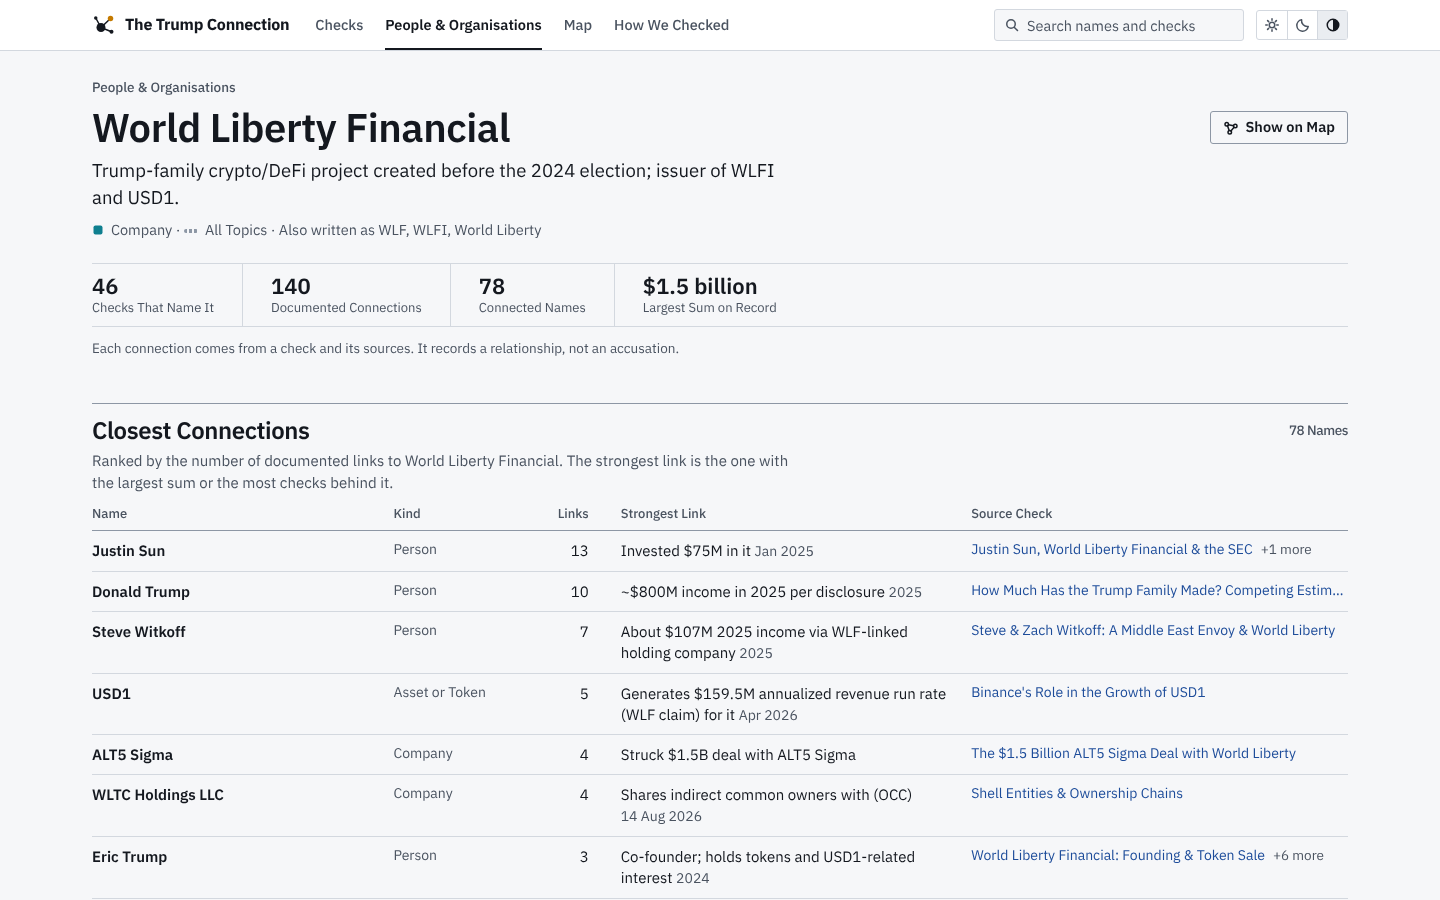 The Trump Connection
Checks
People & Organisations
Map
How We Checked
Search names and checks
People & Organisations
World Liberty Financial
Show on Map
Trump-family crypto/DeFi project created before the 2024 election; issuer of WLFI
and USD1.
Company · All Topics · Also written as WLF, WLFI, World Liberty
46
Checks That Name It
140
Documented Connections
78
Connected Names
$1.5 billion
Largest Sum on Record
Each connection comes from a check and its sources. It records a relationship, not an accusation.
Closest Connections
78 Names
Ranked by the number of documented links to World Liberty Financial. The strongest link is the one with
the largest sum or the most checks behind it.
Name Kind Links Strongest Link Source Check
Justin Sun Person 13 Invested $75M in it Jan 2025 Justin Sun, World Liberty Financial & the SEC +1 more
Donald Trump Person 10 ~$800M income in 2025 per disclosure 2025 How Much Has the Trump Family Made? Competing Estim...
Steve Witkoff Person 7 About $107M 2025 income via WLF-linked Steve & Zach Witkoff: A Middle East Envoy & World Liberty
holding company 2025
USD1 Asset or Token 5 Generates $159.5M annualized revenue run rate Binance's Role in the Growth of USD1
(WLF claim) for it Apr 2026
ALT5 Sigma Company 4 Struck $1.5B deal with ALT5 Sigma The $1.5 Billion ALT5 Sigma Deal with World Liberty
WLTC Holdings LLC Company 4 Shares indirect common owners with (OCC) Shell Entities & Ownership Chains
14 Aug 2026
Eric Trump Person 3 Co-founder; holds tokens and USD1-related World Liberty Financial: Founding & Token Sale +6 more
interest 2024